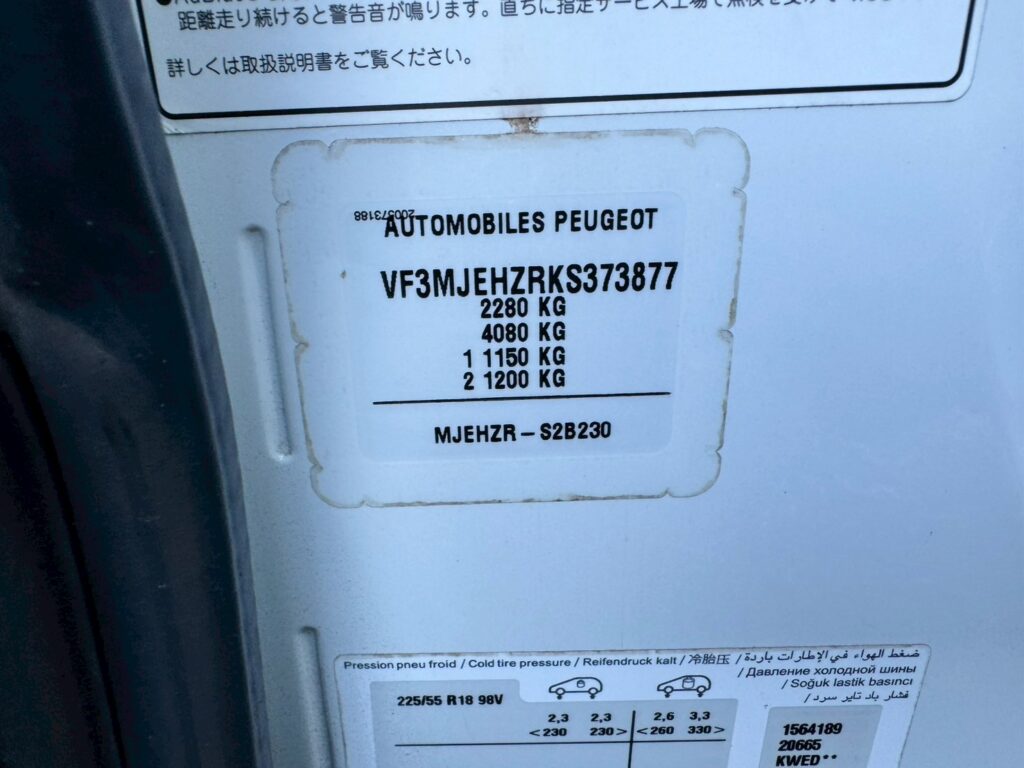 距離走り続けると警告音が鳴ります。直ちに指定サービス工場で点検を受けて
詳しくは取扱説明書をご覧ください。
200573188
AUTOMOBILES PEUGEOT
VF3MJEHZRKS373877
2280 KG
4080 KG
1 1150 KG
2 1200 KG
MJEHZR – S2B230
Pression pneu froid / Cold tire pressure / Reifendruck kalt / 冷胎压 / ضغط الهواء في الإطارات باردة
/ Давление холодной шины
/ Soğuk lastik basıncı
/ فشار باد تایر سرد
225/55 R18 98V
2,3 2,3 2,6 3,3
<230 230> <260 330>
1564189
20665
KWED**